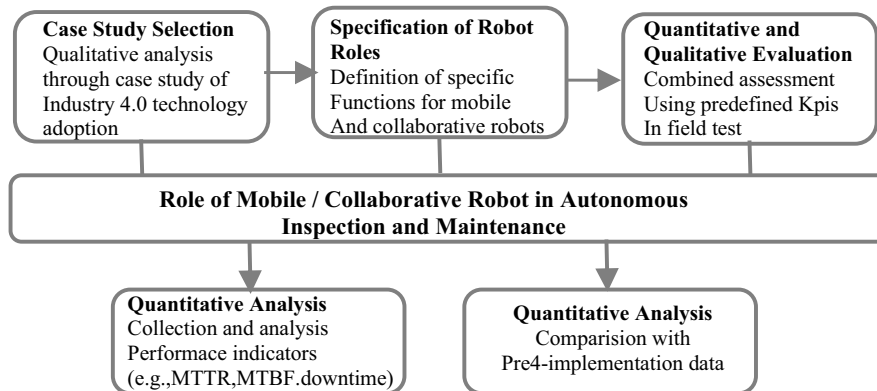 Case Study Selection
Qualitative analysis
through case study of
Industry 4.0 technology
adoption
Specification of Robot
Roles
Definition of specific
Functions for mobile
And collaborative robots
Quantitative and
Qualitative Evaluation
Combined assessment
Using predefined Kpis
In field test
Role of Mobile / Collaborative Robot in Autonomous
Inspection and Maintenance
Quantitative Analysis
Collection and analysis
Performace indicators
(e.g.,MTTR,MTBF.downtime)
Quantitative Analysis
Comparision with
Pre4-implementation data